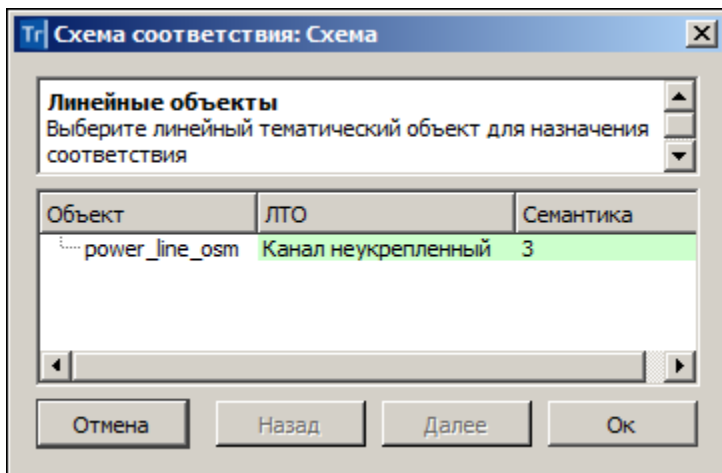 Тг Схема соответствия: Схема
Линейные объекты
Выберите линейный тематический объект для назначения
соответствия
Объект ЛТО Семантика
power_line_osm Канал неукрепленный 3
Отмена Назад Далее Ок